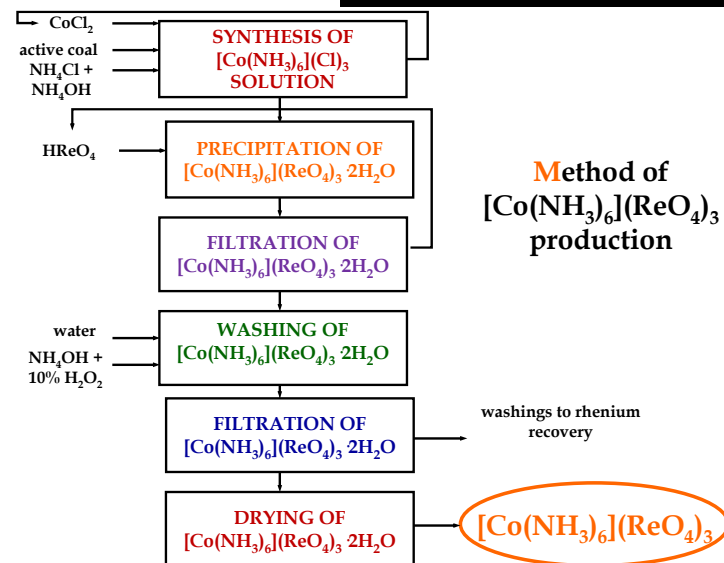 CoCl₂
active coal
NH₄Cl +
NH₄OH
SYNTHESIS OF
[Co(NH₃)₆](Cl)₃
SOLUTION
HReO₄
PRECIPITATION OF
[Co(NH₃)₆](ReO₄)₃·2H₂O
Method of
[Co(NH₃)₆](ReO₄)₃
production
FILTRATION OF
[Co(NH₃)₆](ReO₄)₃·2H₂O
water
NH₄OH +
10% H₂O₂
WASHING OF
[Co(NH₃)₆](ReO₄)₃·2H₂O
FILTRATION OF
[Co(NH₃)₆](ReO₄)₃·2H₂O
washings to rhenium
recovery
DRYING OF
[Co(NH₃)₆](ReO₄)₃·2H₂O
[Co(NH₃)₆](ReO₄)₃